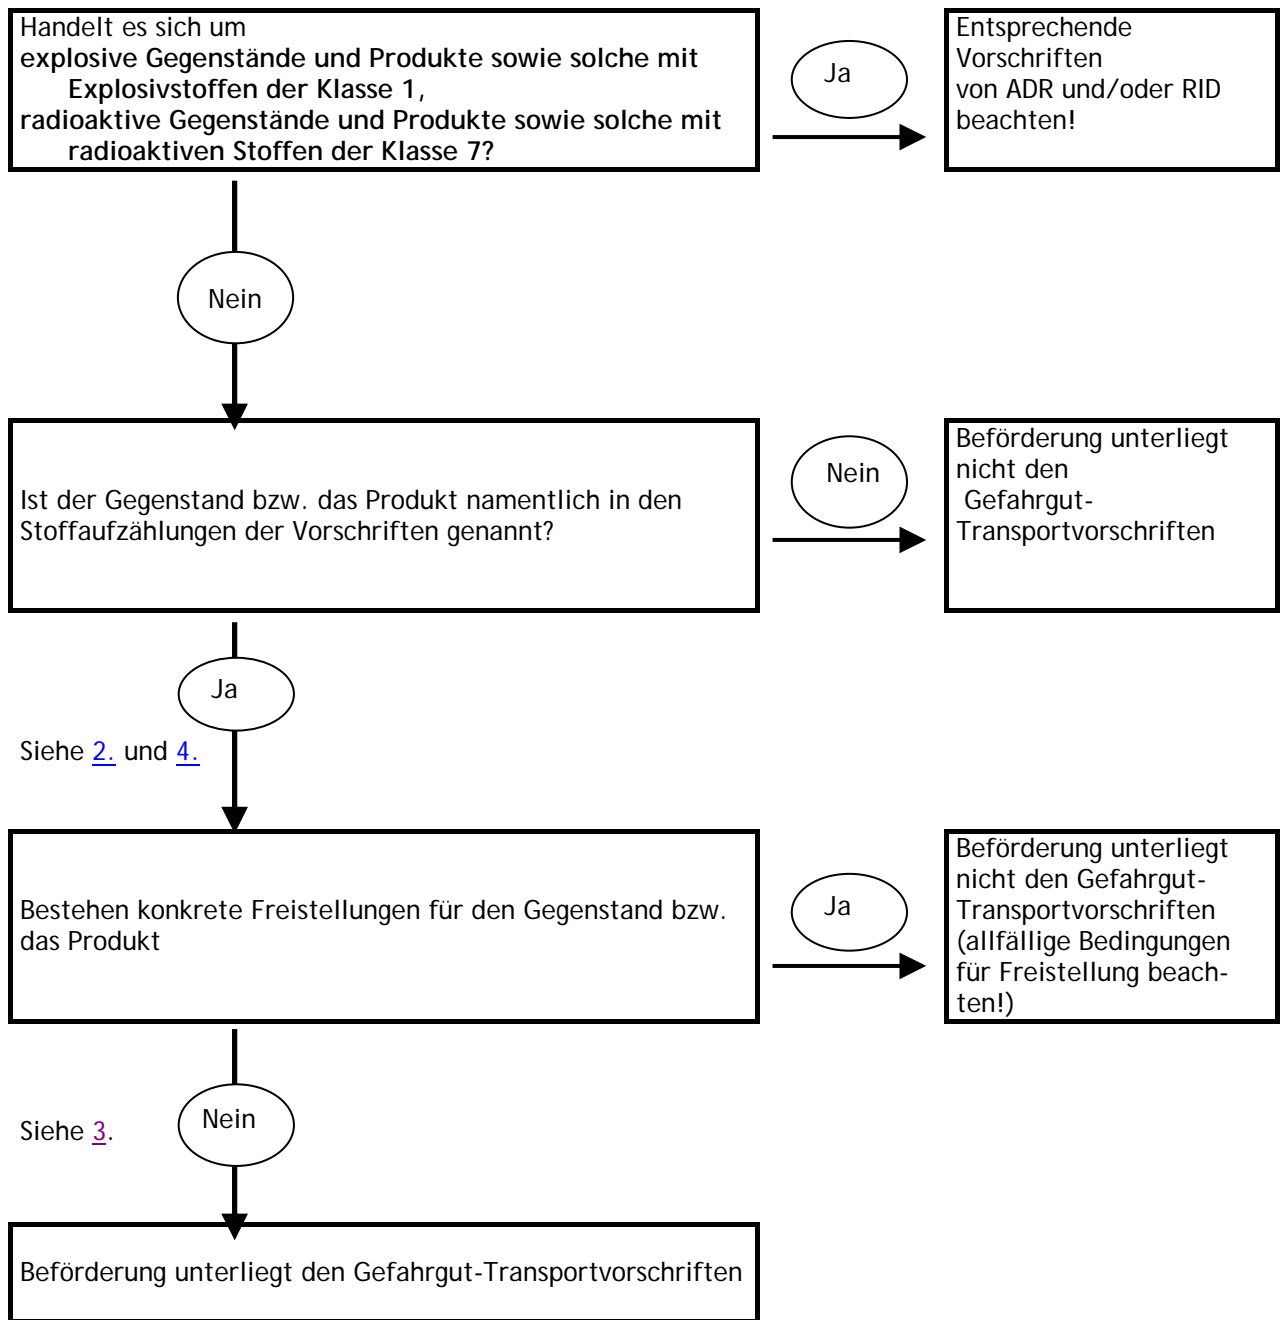 Handelt es sich um
explosive Gegenstände und Produkte sowie solche mit
Explosivstoffen der Klasse 1,
radioaktive Gegenstände und Produkte sowie solche mit
radioaktiven Stoffen der Klasse 7?
Ja
Entsprechende
Vorschriften
von ADR und/oder RID
beachten!
Nein
Ist der Gegenstand bzw. das Produkt namentlich in den
Stoffaufzählungen der Vorschriften genannt?
Nein
Beförderung unterliegt
nicht den
Gefahrgut-
Transportvorschriften
Ja
Siehe 2. und 4.
Bestehen konkrete Freistellungen für den Gegenstand bzw.
das Produkt
Ja
Beförderung unterliegt
nicht den Gefahrgut-
Transportvorschriften
(allfällige Bedingungen
für Freistellung beach-
ten!)
Nein
Siehe 3.
Beförderung unterliegt den Gefahrgut-Transportvorschriften